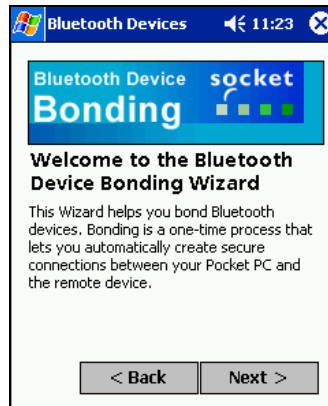 Bluetooth Devices 11:23
Bluetooth Device socket
Bonding
Welcome to the Bluetooth
Device Bonding Wizard
This Wizard helps you bond Bluetooth
devices. Bonding is a one-time process that
lets you automatically create secure
connections between your Pocket PC and
the remote device.
< Back Next >